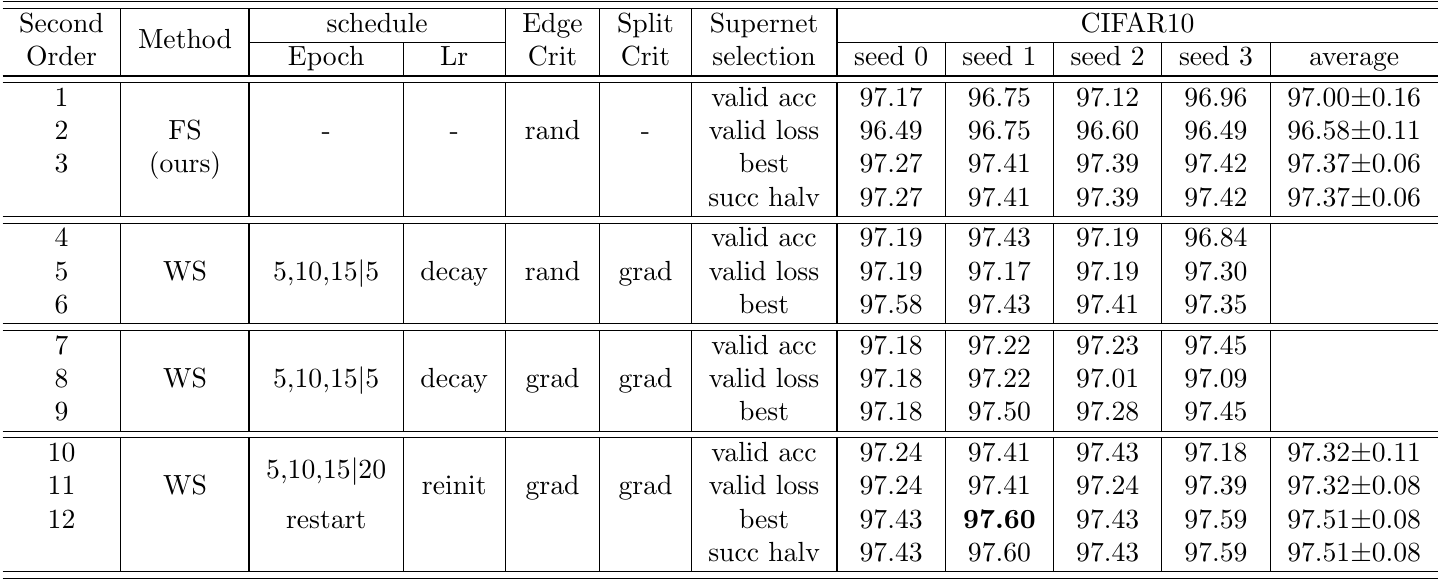 Second Method schedule Edge Split Supernet CIFAR10
Order Epoch Lr Crit Crit selection seed 0 seed 1 seed 2 seed 3 average
1 valid acc 97.17 96.75 97.12 96.96 97.00±0.16
2 FS - - rand - valid loss 96.49 96.75 96.60 96.49 96.58±0.11
3 (ours) best 97.27 97.41 97.39 97.42 97.37±0.06
succ halv 97.27 97.41 97.39 97.42 97.37±0.06
4 valid acc 97.19 97.43 97.19 96.84
5 WS 5,10,15|5 decay rand grad valid loss 97.19 97.17 97.19 97.30
6 best 97.58 97.43 97.41 97.35
7 valid acc 97.18 97.22 97.23 97.45
8 WS 5,10,15|5 decay grad grad valid loss 97.18 97.22 97.01 97.09
9 best 97.18 97.50 97.28 97.45
10 5,10,15|20 valid acc 97.24 97.41 97.43 97.18 97.32±0.11
11 WS reinit grad grad valid loss 97.24 97.41 97.24 97.39 97.32±0.08
12 restart best 97.43 97.60 97.43 97.59 97.51±0.08
succ halv 97.43 97.60 97.43 97.59 97.51±0.08